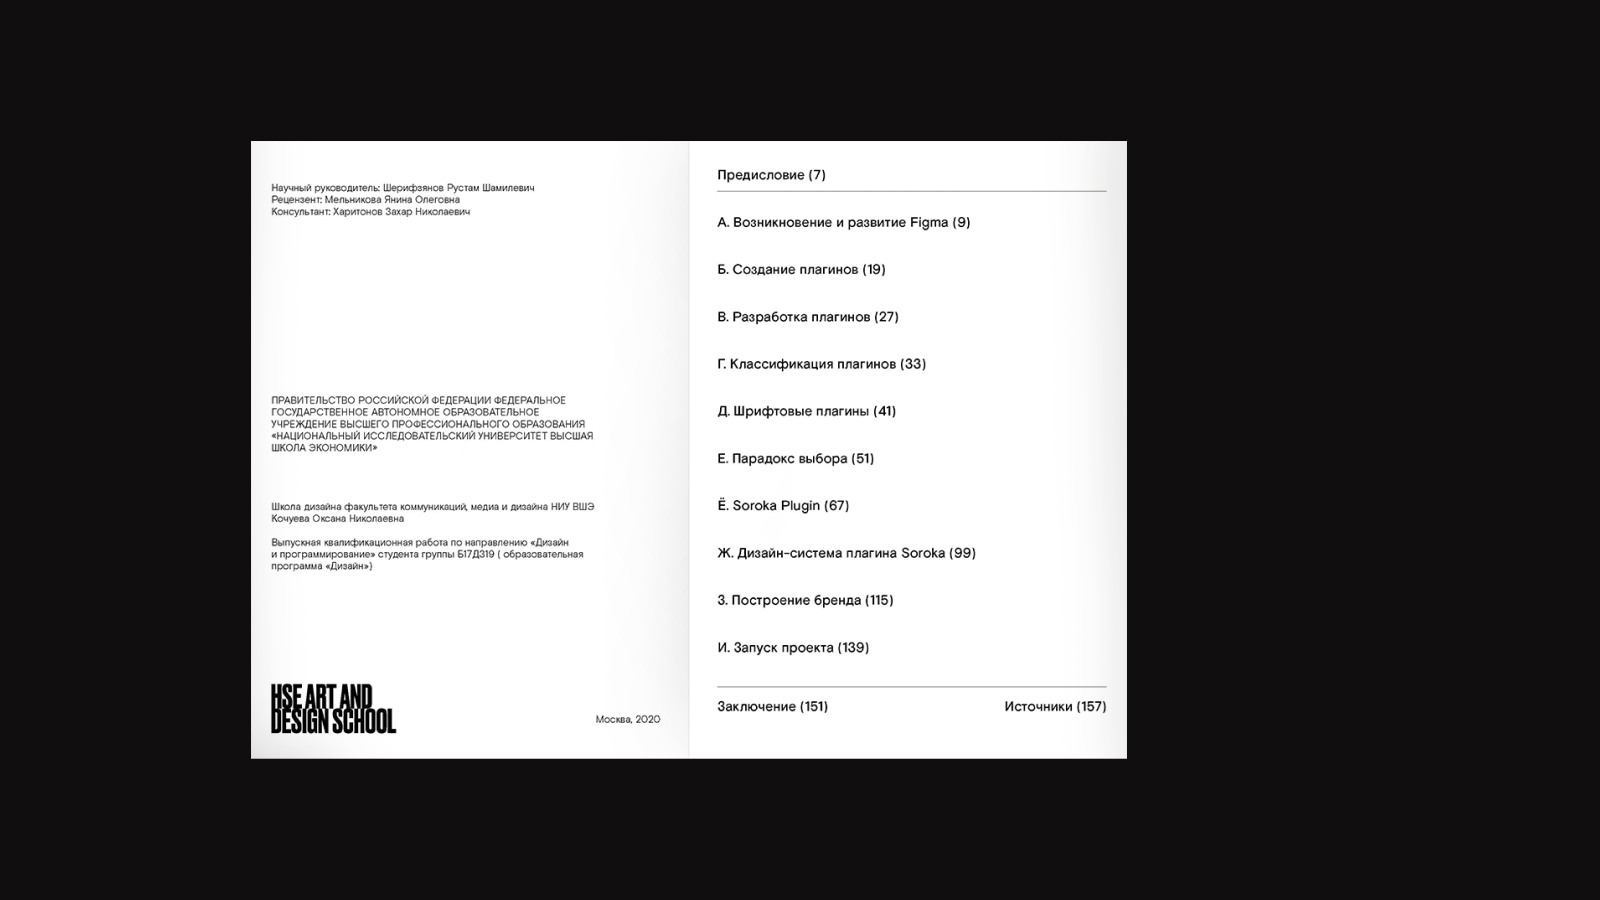 Научный руководитель: Шерифзянов Рустам Шамилевич
Рецензент: Мельникова Янина Олеговна
Консультант: Харитонов Захар Николаевич
ПРАВИТЕЛЬСТВО РОССИЙСКОЙ ФЕДЕРАЦИИ ФЕДЕРАЛЬНОЕ
ГОСУДАРСТВЕННОЕ АВТОНОМНОЕ ОБРАЗОВАТЕЛЬНОЕ
УЧРЕЖДЕНИЕ ВЫСШЕГО ПРОФЕССИОНАЛЬНОГО ОБРАЗОВАНИЯ
«НАЦИОНАЛЬНЫЙ ИССЛЕДОВАТЕЛЬСКИЙ УНИВЕРСИТЕТ ВЫСШАЯ
ШКОЛА ЭКОНОМИКИ»
Школа дизайна факультета коммуникаций, медиа и дизайна НИУ ВШЭ
Кочуева Оксана Николаевна
Выпускная квалификационная работа по направлению «Дизайн
и программирование» студента группы Б17Д319 ( образовательная
программа «Дизайн»)
HSE ART AND
DESIGN SCHOOL
Москва, 2020
Предисловие (7)
А. Возникновение и развитие Figma (9)
Б. Создание плагинов (19)
В. Разработка плагинов (27)
Г. Классификация плагинов (33)
Д. Шрифтовые плагины (41)
Е. Парадокс выбора (51)
Ё. Soroka Plugin (67)
Ж. Дизайн-система плагина Soroka (99)
З. Построение бренда (115)
И. Запуск проекта (139)
Заключение (151)
Источники (157)